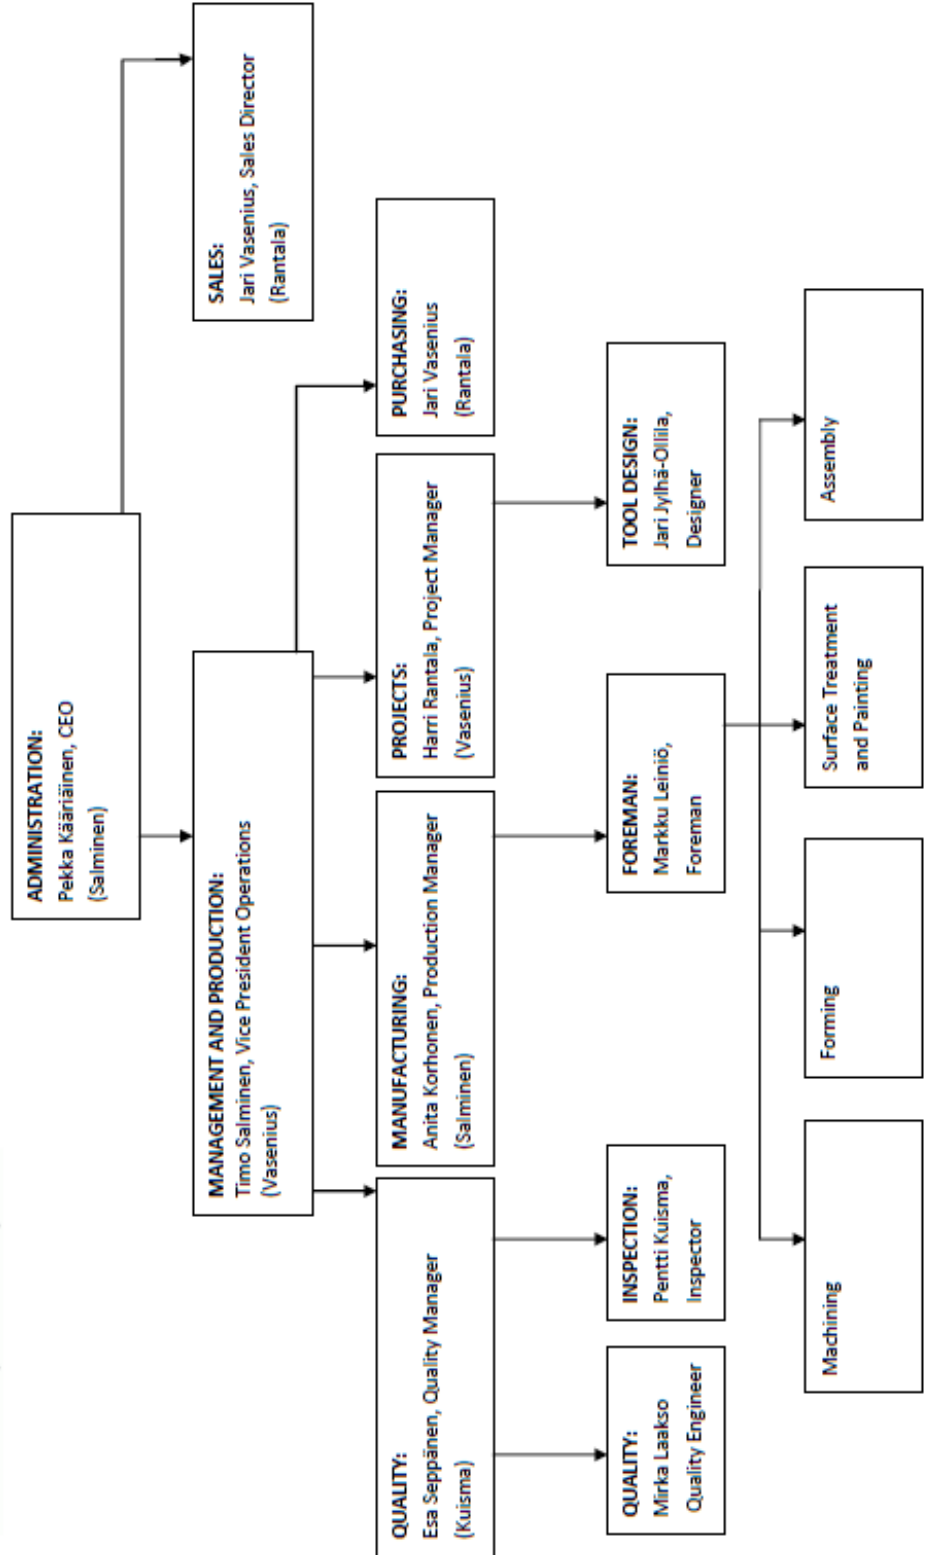 ADMINISTRATION:
Pekka Kääriäinen, CEO
(Salminen)
MANAGEMENT AND PRODUCTION:
Timo Salminen, Vice President Operations
(Vasenius)
SALES:
Jari Vasenius, Sales Director
(Rantala)
QUALITY:
Esa Seppänen, Quality Manager
(Kuisma)
MANUFACTURING:
Anita Korhonen, Production Manager
(Salminen)
PROJECTS:
Harri Rantala, Project Manager
(Vasenius)
PURCHASING:
Jari Vasenius
(Rantala)
QUALITY:
Mirka Laakso
Quality Engineer
INSPECTION:
Pentti Kuisma,
Inspector
FOREMAN:
Markku Leiniö,
Foreman
TOOL DESIGN:
Jari Jylhä-Ollila,
Designer
Machining
Forming
Surface Treatment
and Painting
Assembly